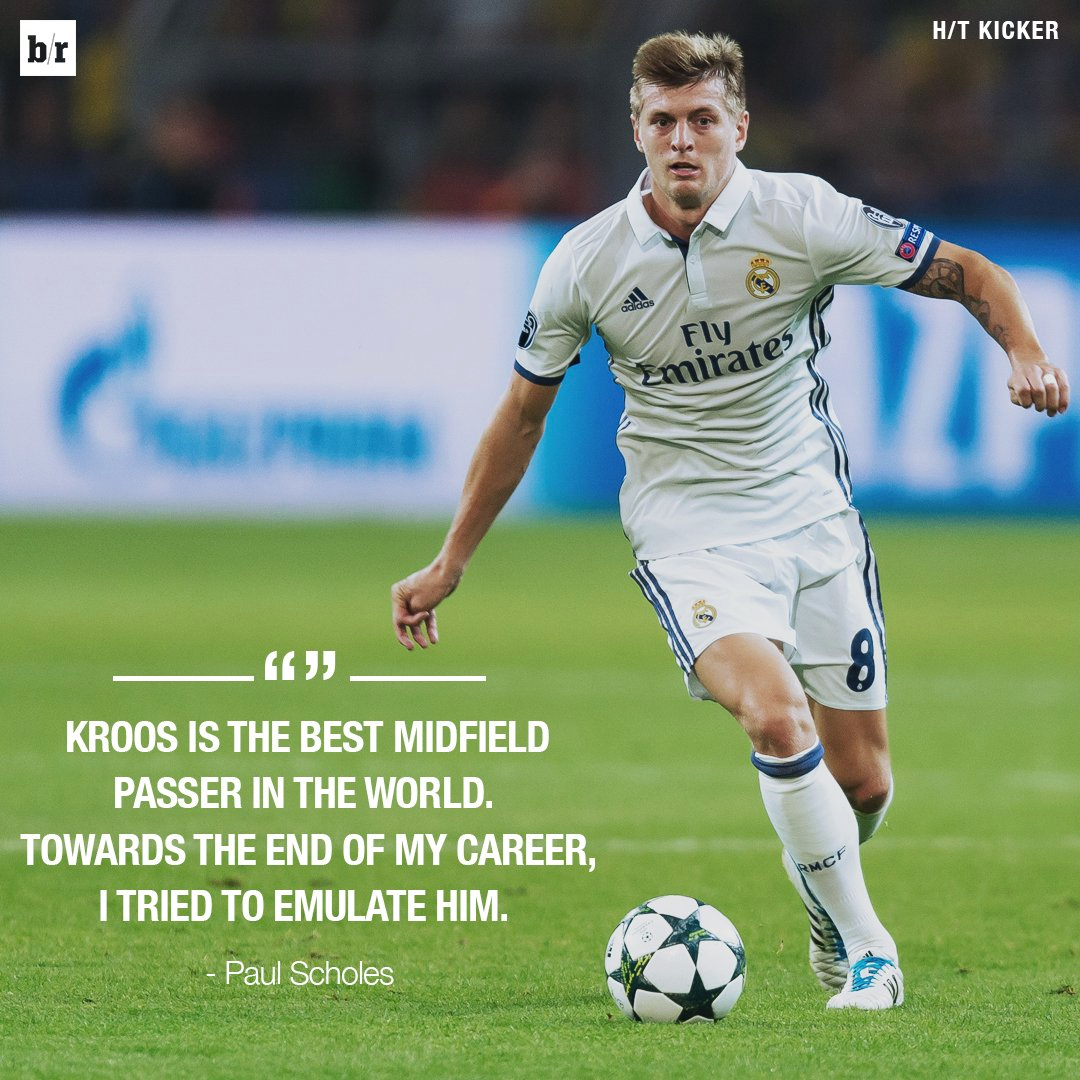 b/r
H/T KICKER
RES
adidas
Fly
Emirates
8
RMCF
“”
KROOS IS THE BEST MIDFIELD
PASSER IN THE WORLD.
TOWARDS THE END OF MY CAREER,
I TRIED TO EMULATE HIM.
- Paul Scholes